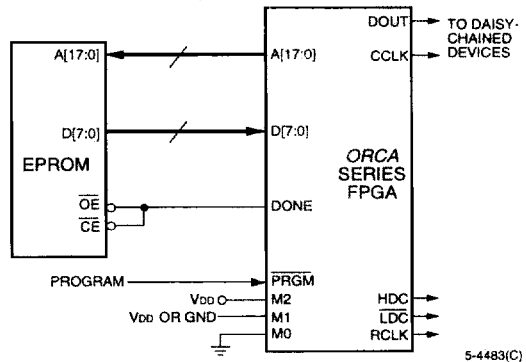 DOUT
TO DAISY-
CHAINED
DEVICES
CCLK
A[17:0]
A[17:0]
D[7:0]
D[7:0]
EPROM
ORCA
SERIES
FPGA
OE
CE
DONE
PROGRAM
PRGM
VDD
M2
VDD OR GND
M1
M0
HDC
LDC
RCLK
5-4483(C)